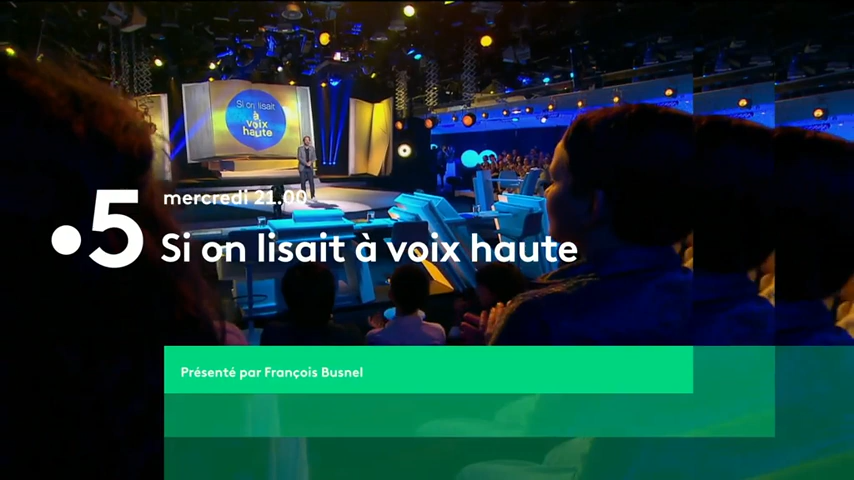 Si on lisait
à
voix
haute
mercredi 21.00
•5
Si on lisait à voix haute
Présenté par François Busnel